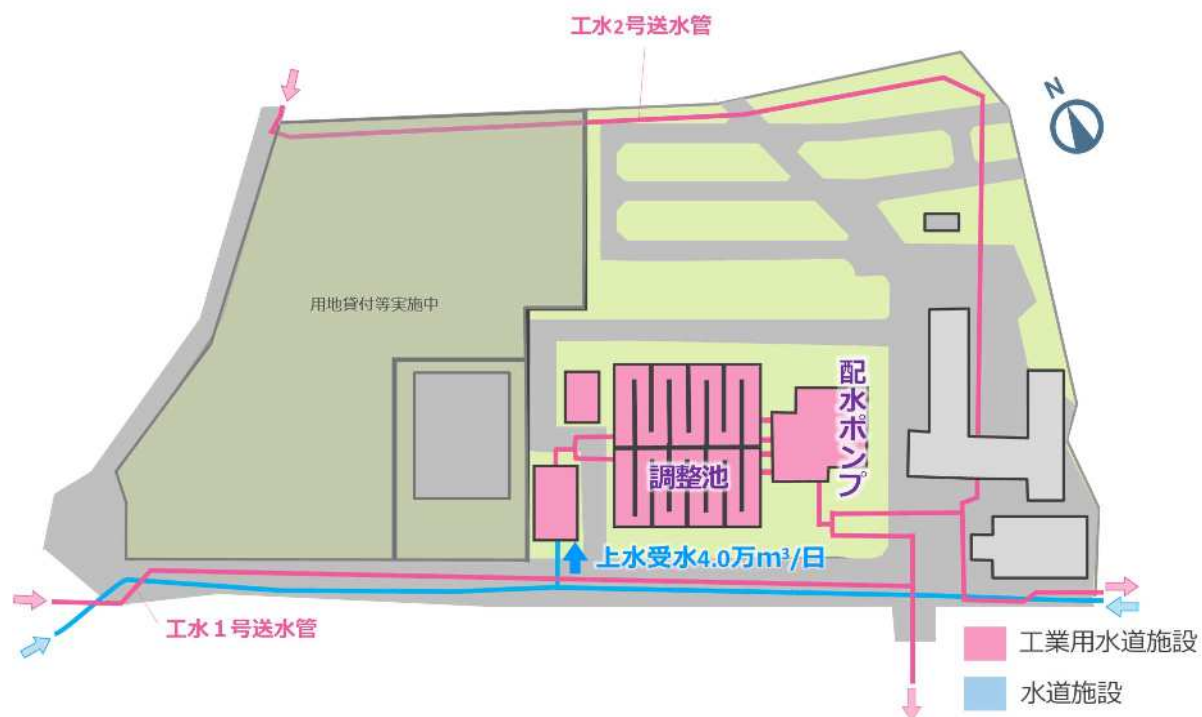 工水2号送水管
N
用地貸付等実施中
配水ポンプ
調整池
上水受水4.0万m³/日
工水１号送水管
工業用水道施設
水道施設